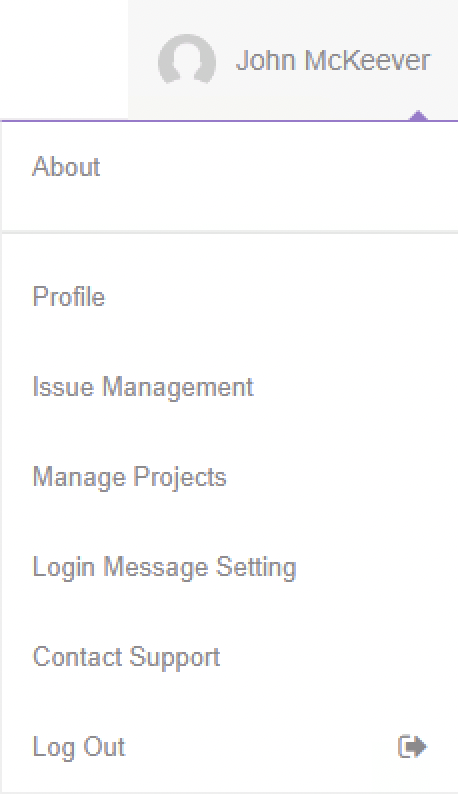 John McKeever
About
Profile
Issue Management
Manage Projects
Login Message Setting
Contact Support
Log Out